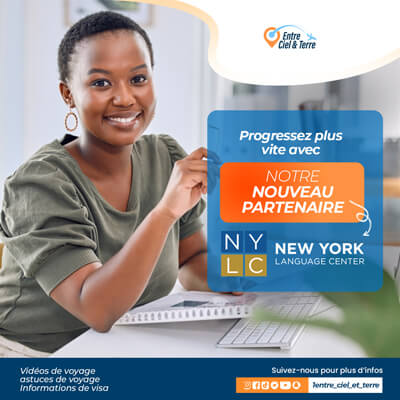 Entre
Ciel & Terre
Progressez plus
vite avec
NOTRE
NOUVEAU
PARTENAIRE
NY
LC
NEW YORK
LANGUAGE CENTER
Vidéos de voyage
astuces de voyage
Informations de visa
Suivez-nous pour plus d'infos
1entre_ciel_et_terre